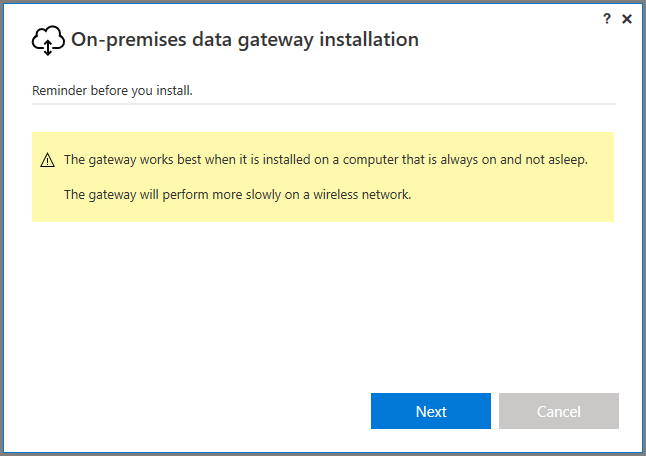 ? ×
On-premises data gateway installation
Reminder before you install.
The gateway works best when it is installed on a computer that is always on and not asleep.
The gateway will perform more slowly on a wireless network.
Next Cancel